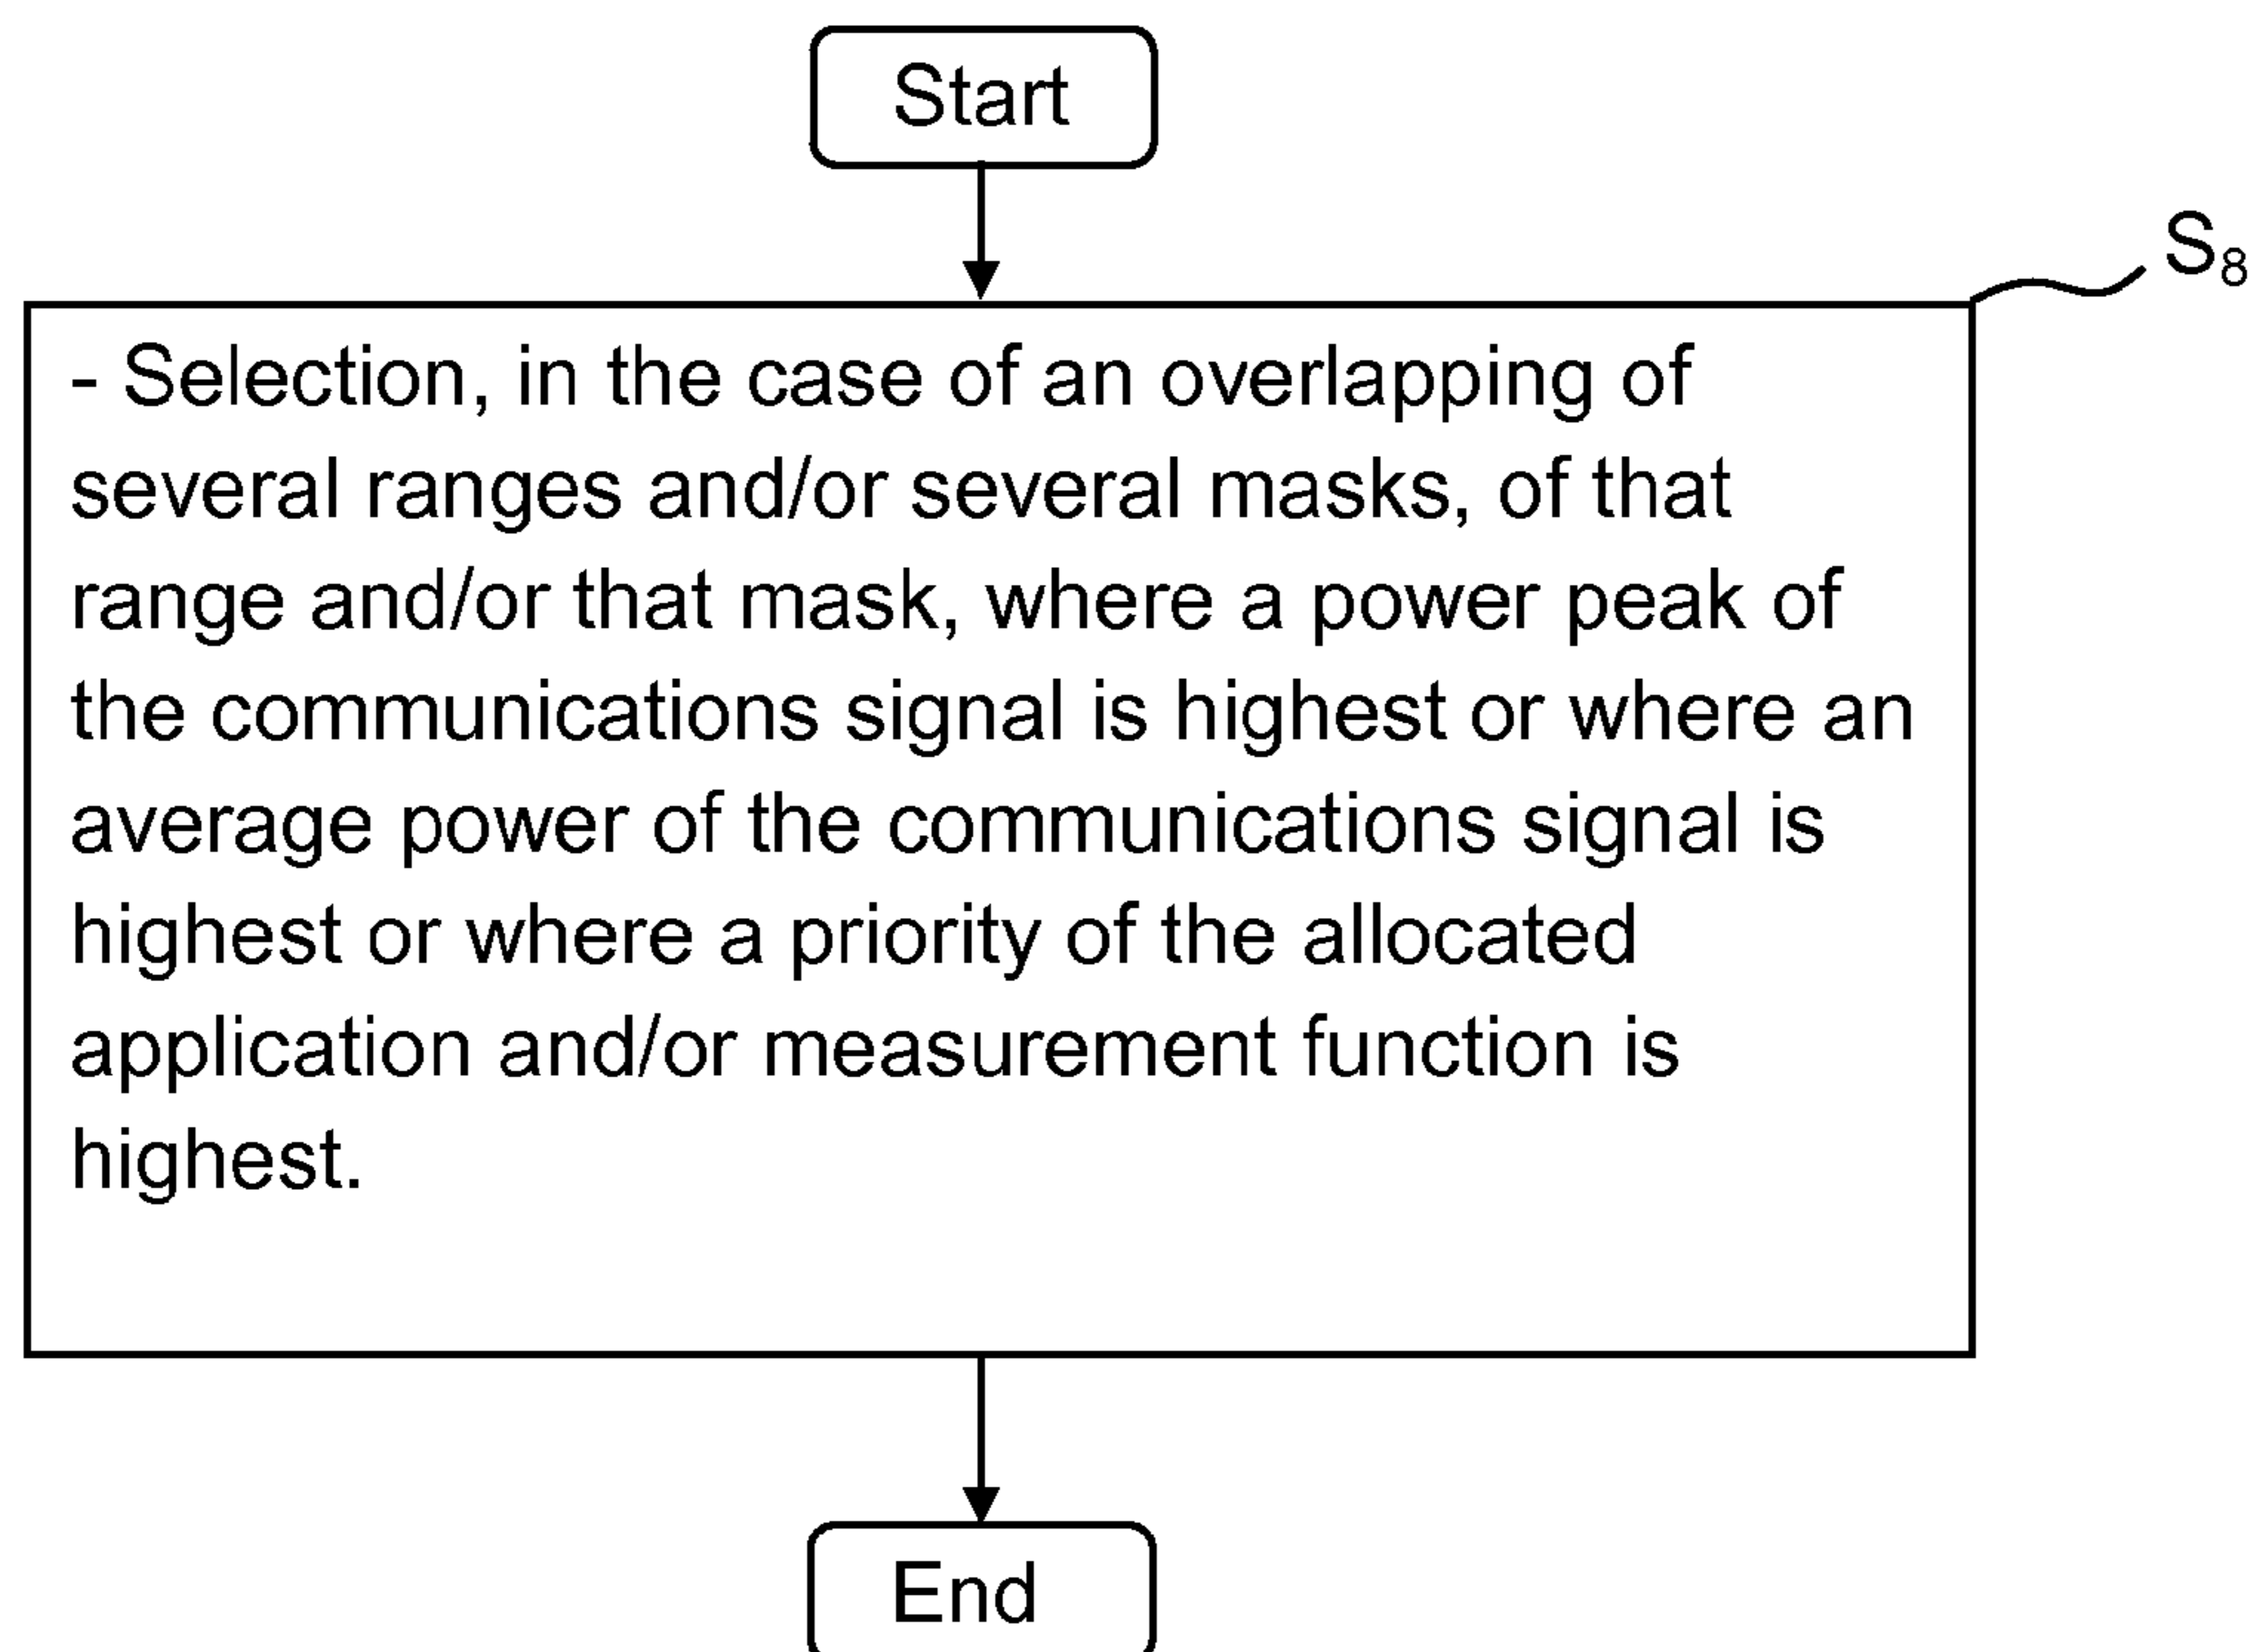 Start
S₈
- Selection, in the case of an overlapping of
several ranges and/or several masks, of that
range and/or that mask, where a power peak of
the communications signal is highest or where an
average power of the communications signal is
highest or where a priority of the allocated
application and/or measurement function is
highest.
End